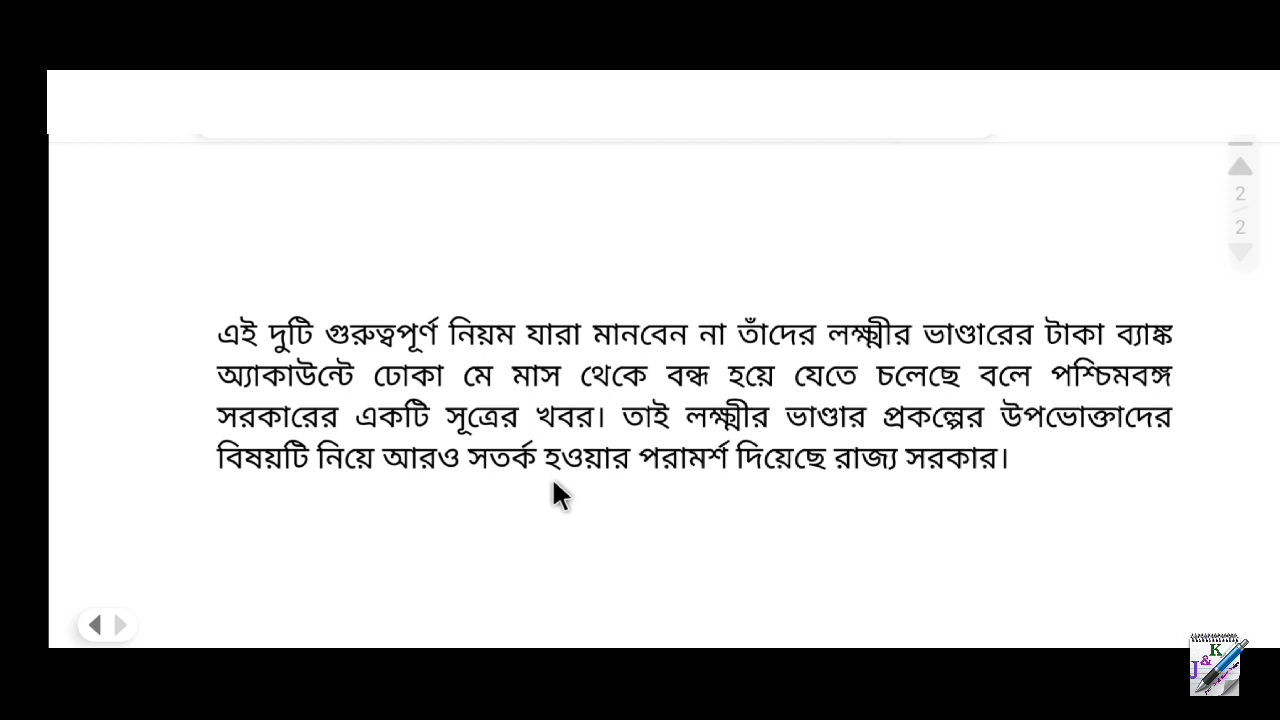 2
2
এই দুটি গুরুত্বপূর্ণ নিয়ম যারা মানবেন না তাঁদের লক্ষ্মীর ভাণ্ডারের টাকা ব্যাঙ্ক
অ্যাকাউন্টে ঢোকা মে মাস থেকে বন্ধ হয়ে যেতে চলেছে বলে পশ্চিমবঙ্গ
সরকারের একটি সূত্রের খবর। তাই লক্ষ্মীর ভাণ্ডার প্রকল্পের উপভোক্তাদের
বিষয়টি নিয়ে আরও সতর্ক হওয়ার পরামর্শ দিয়েছে রাজ্য সরকার।
J&K